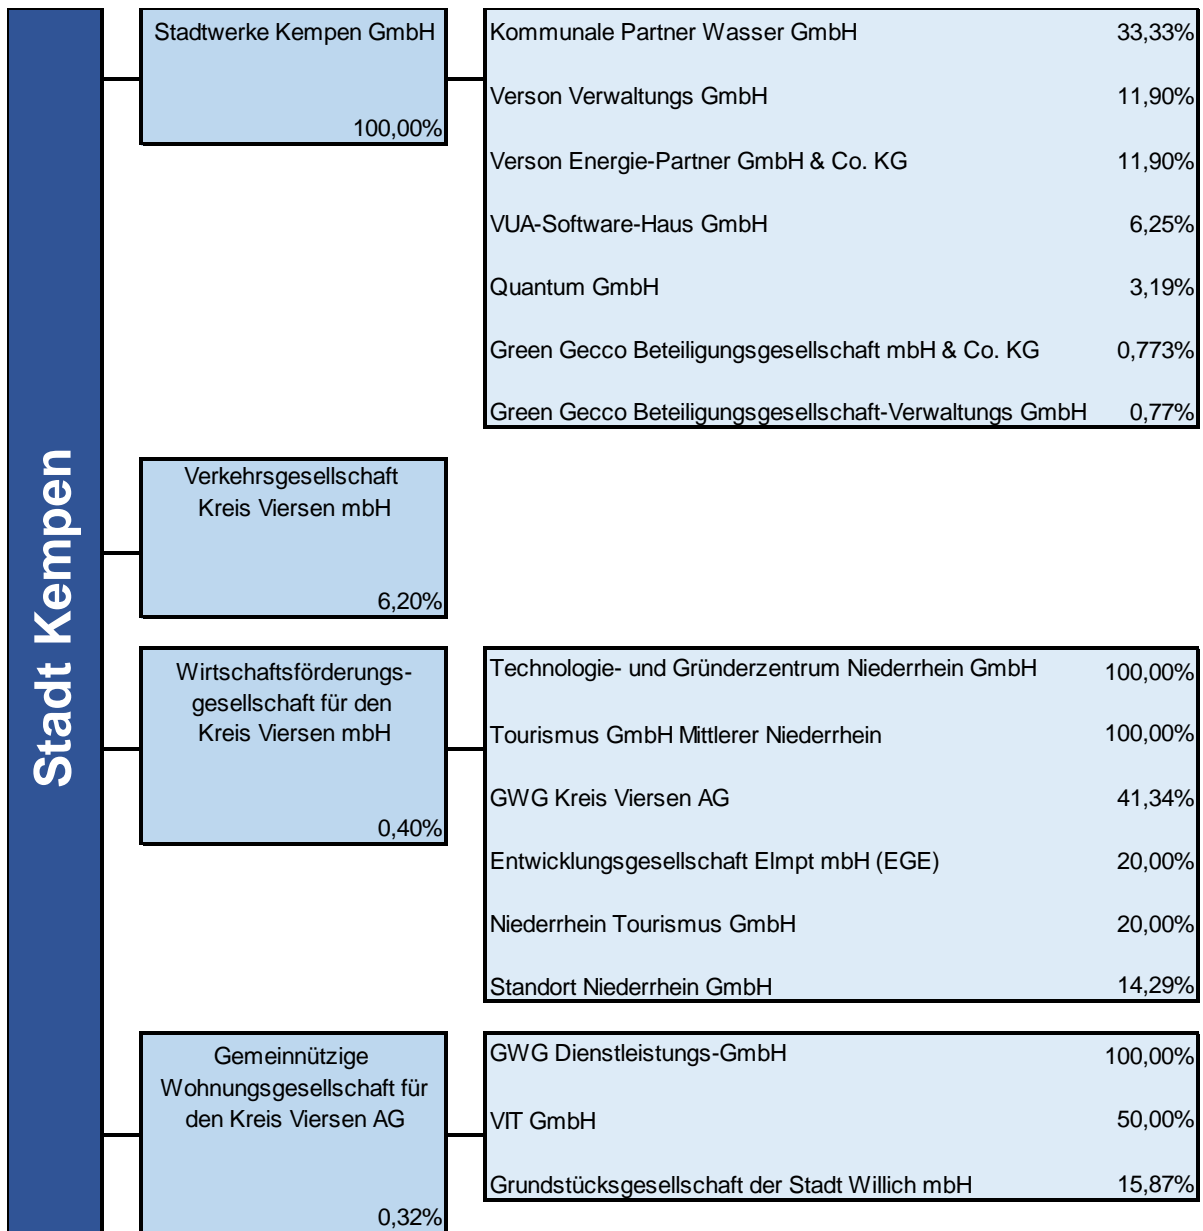 Stadt Kempen
Stadtwerke Kempen GmbH
100,00%
Kommunale Partner Wasser GmbH 33,33%
Verson Verwaltungs GmbH 11,90%
Verson Energie-Partner GmbH & Co. KG 11,90%
VUA-Software-Haus GmbH 6,25%
Quantum GmbH 3,19%
Green Gecco Beteiligungsgesellschaft mbH & Co. KG 0,773%
Green Gecco Beteiligungsgesellschaft-Verwaltungs GmbH 0,77%
Verkehrsgesellschaft
Kreis Viersen mbH
6,20%
Wirtschaftsförderungs-
gesellschaft für den
Kreis Viersen mbH
0,40%
Technologie- und Gründerzentrum Niederrhein GmbH 100,00%
Tourismus GmbH Mittlerer Niederrhein 100,00%
GWG Kreis Viersen AG 41,34%
Entwicklungsgesellschaft Elmpt mbH (EGE) 20,00%
Niederrhein Tourismus GmbH 20,00%
Standort Niederrhein GmbH 14,29%
Gemeinnützige
Wohnungsgesellschaft für
den Kreis Viersen AG
0,32%
GWG Dienstleistungs-GmbH 100,00%
VIT GmbH 50,00%
Grundstücksgesellschaft der Stadt Willich mbH 15,87%